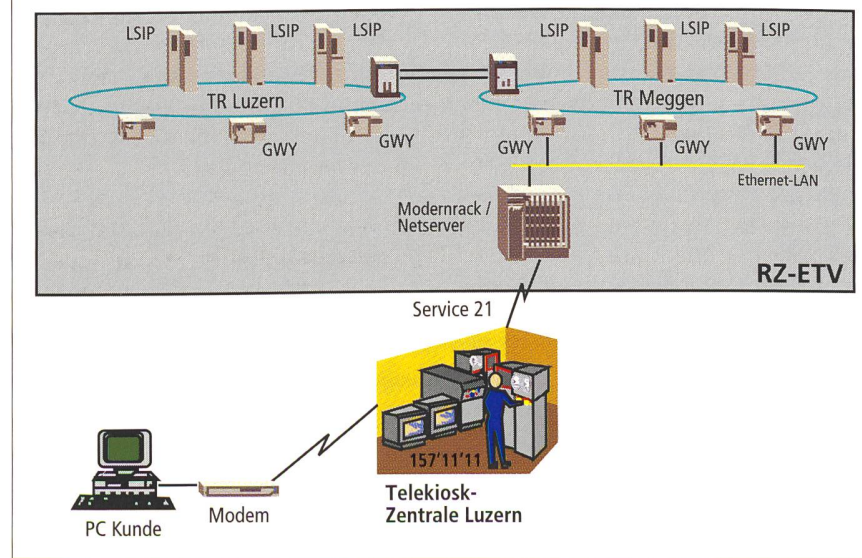 LSIP LSIP LSIP LSIP LSIP LSIP
TR Luzern TR Meggen
GWY GWY GWY GWY GWY
Ethernet-LAN
Modernrack /
Netserver
RZ-ETV
Service 21
157'11'11
Telekiosk-
Zentrale Luzern
PC Kunde Modem